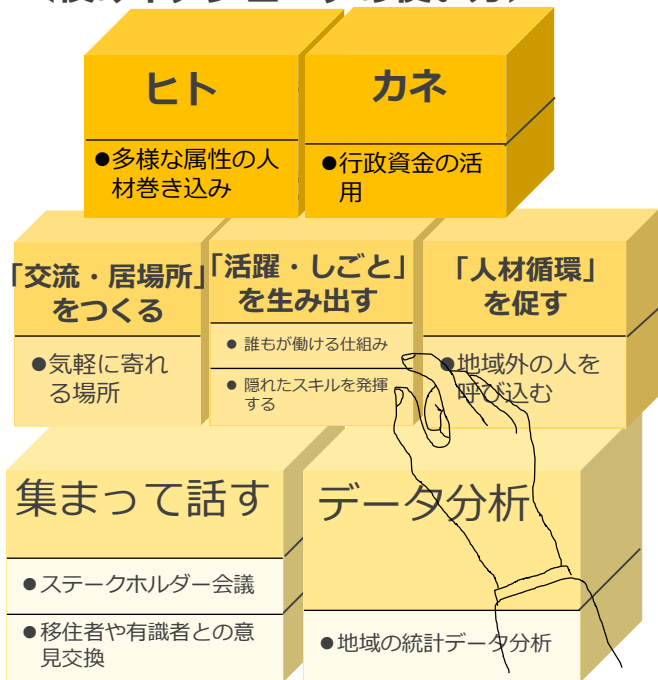 ヒト
●多様な属性の人
材巻き込み
カネ
●行政資金の活
用
「交流・居場所」
をつくる
●気軽に寄れ
る場所
「活躍・しごと」
を生み出す
● 誰もが働ける仕組み
● 隠れたスキルを発揮
する
「人材循環」
を促す
●地域外の人を
呼び込む
集まって話す
●ステークホルダー会議
●移住者や有識者との意
見交換
データ分析
●地域の統計データ分析